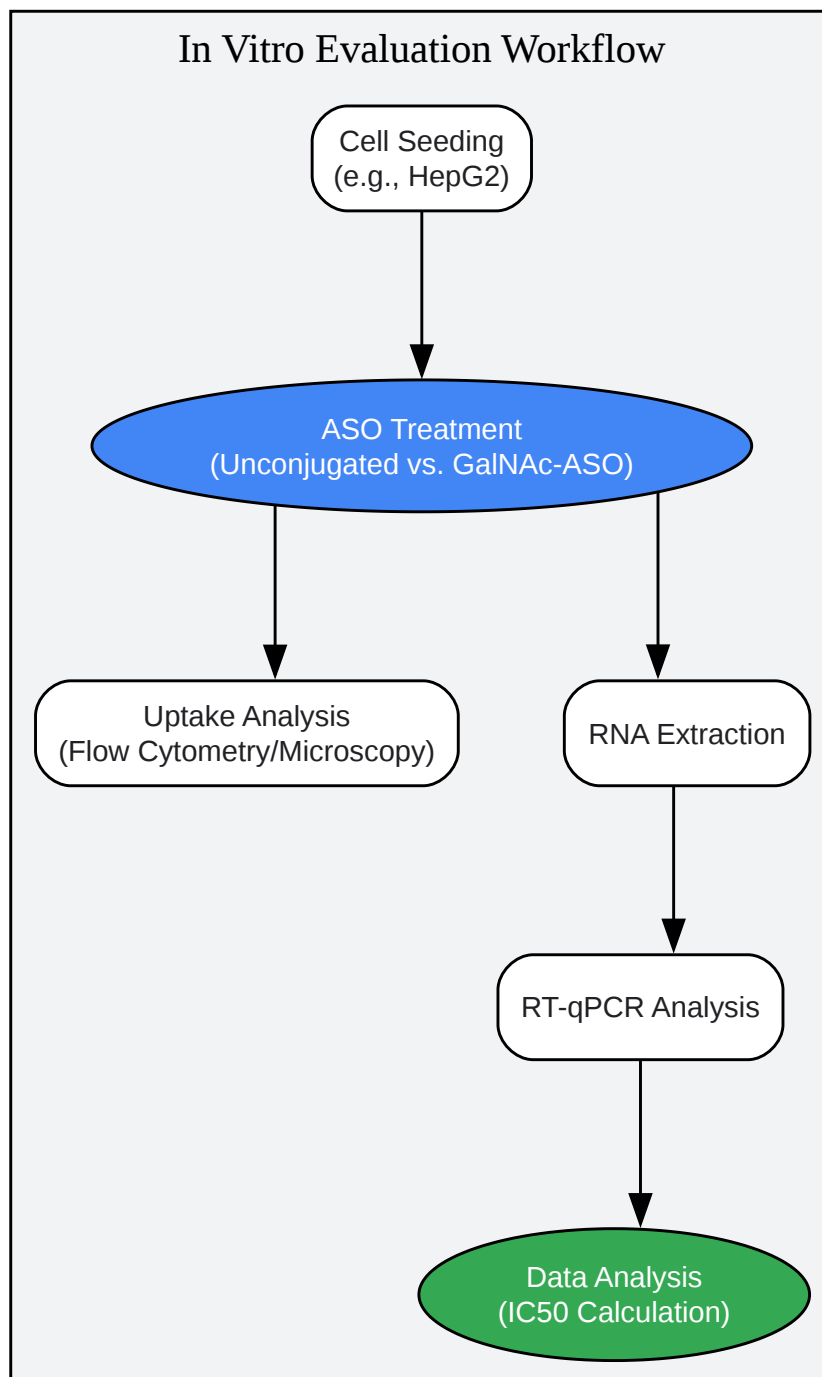 In Vitro Evaluation Workflow
Cell Seeding
(e.g., HepG2)
ASO Treatment
(Unconjugated vs. GalNAc-ASO)
Uptake Analysis
(Flow Cytometry/Microscopy)
RNA Extraction
RT-qPCR Analysis
Data Analysis
(IC50 Calculation)